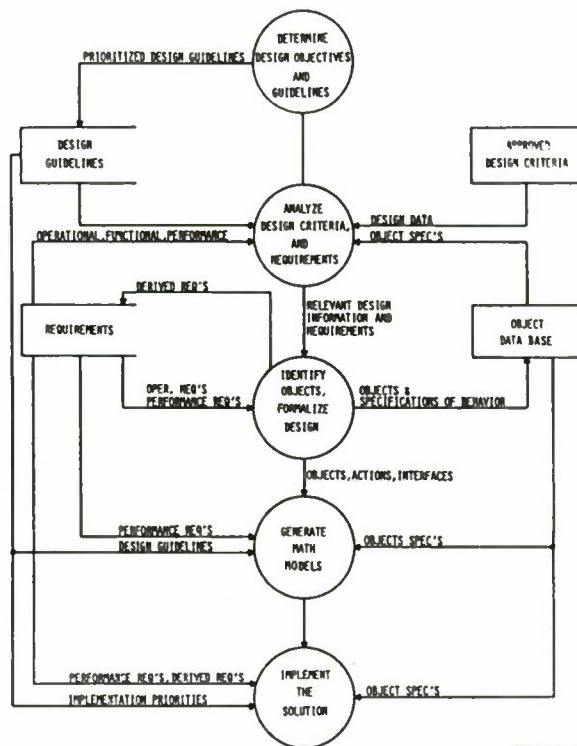 DETERMINE
DESIGN OBJECTIVES
AND
GUIDELINES
PRIORITIZED DESIGN GUIDELINES
DESIGN
GUIDELINES
APPROVED
DESIGN CRITERIA
ANALYZE
DESIGN CRITERIA,
AND
REQUIREMENTS
DESIGN DATA
OPERATIONAL,FUNCTIONAL,PERFORMANCE
OBJECT SPEC'S
DERIVED REQ'S
RELEVANT DESIGN
INFORMATION AND
REQUIREMENTS
REQUIREMENTS
OBJECT
DATA BASE
IDENTIFY
OBJECTS,
FORMALIZE
DESIGN
OPER, REQ'S
PERFORMANCE REQ'S
OBJECTS &
SPECIFICATIONS OF BEHAVIOR
OBJECTS,ACTIONS,INTERFACES
GENERATE
MATH
MODELS
PERFORMANCE REQ'S
DESIGN GUIDELINES
OBJECTS SPEC'S
IMPLEMENT
THE
SOLUTION
PERFORMANCE REQ'S,DERIVED REQ'S
IMPLEMENTATION PRIORITIES
OBJECT SPEC'S